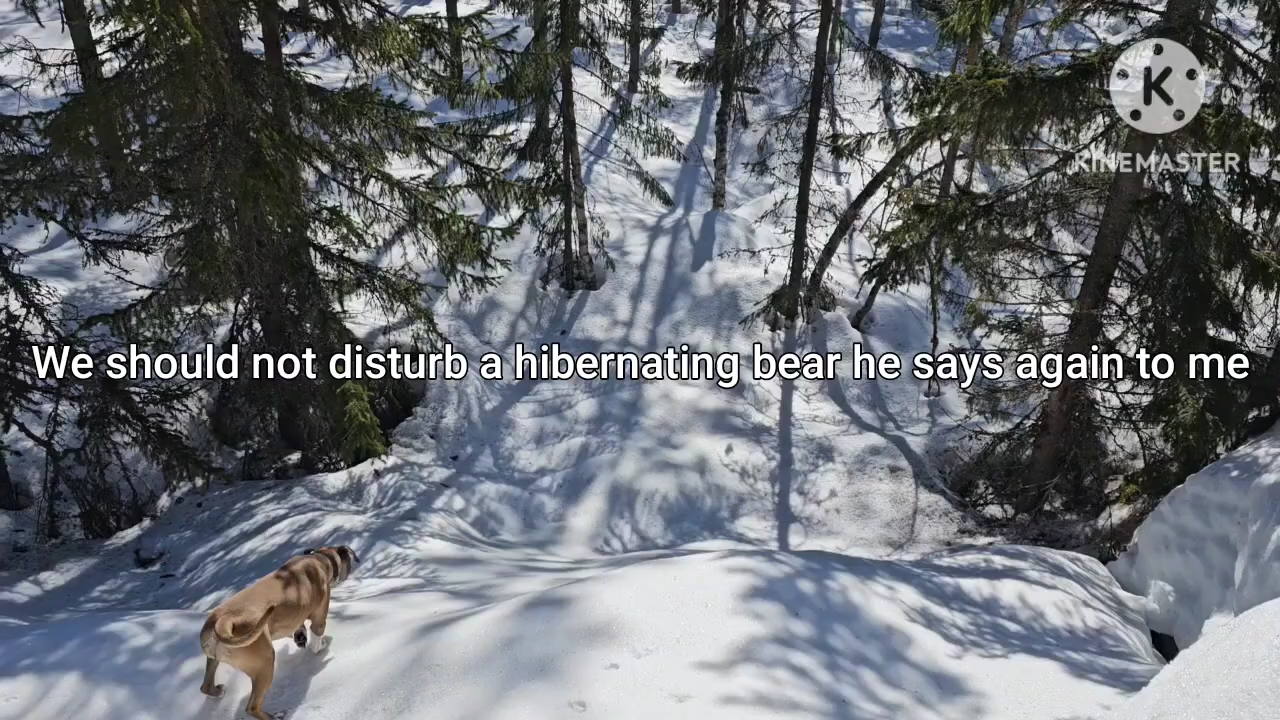 K
KINEMASTER
We should not disturb a hibernating bear he says again to me